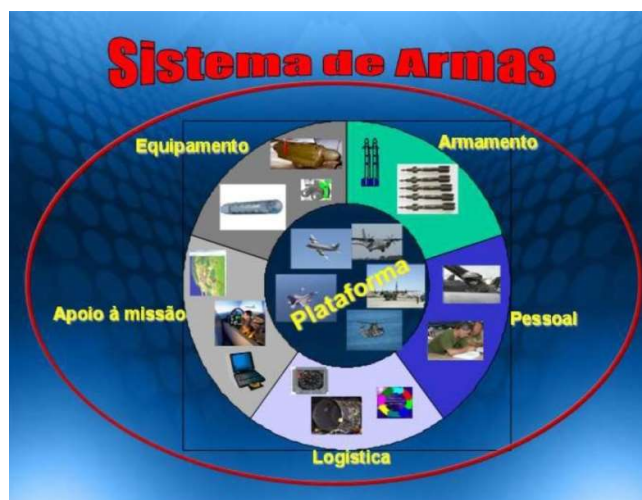 Sistema de Armas
Equipamento
Armamento
Plataforma
Apoio à missão
Pessoal
Logística